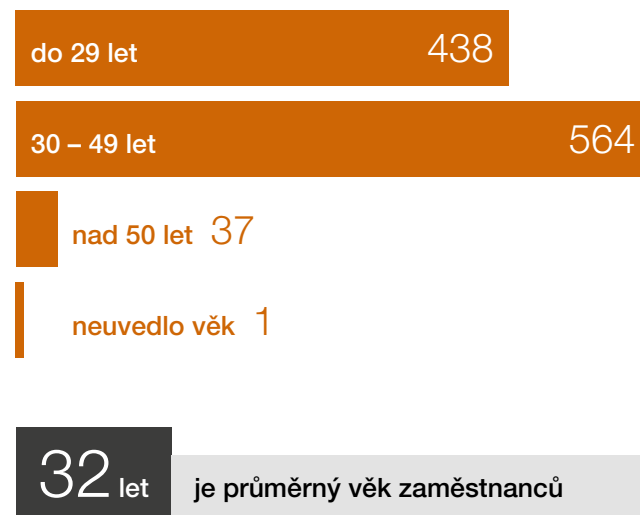 do 29 let 438
30 – 49 let 564
nad 50 let 37
neuvedlo věk 1
32 let je průměrný věk zaměstnanců